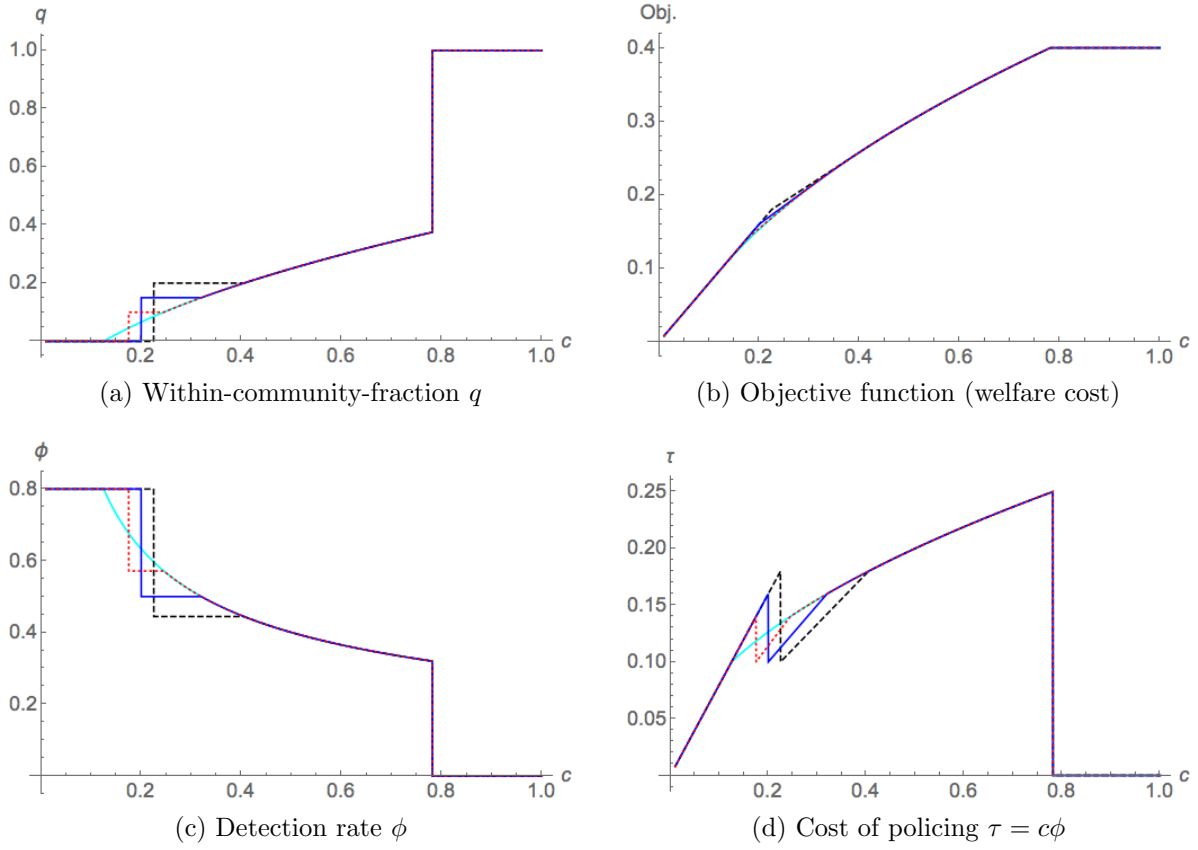 q
1.0
0.8
0.6
0.4
0.2
0.2 0.4 0.6 0.8 1.0 c
(a) Within-community-fraction q
Obj.
0.4
0.3
0.2
0.1
0.2 0.4 0.6 0.8 1.0 c
(b) Objective function (welfare cost)
ϕ
0.8
0.6
0.4
0.2
0.2 0.4 0.6 0.8 1.0 c
(c) Detection rate ϕ
τ
0.25
0.20
0.15
0.10
0.05
0.2 0.4 0.6 0.8 1.0 c
(d) Cost of policing τ = cϕ